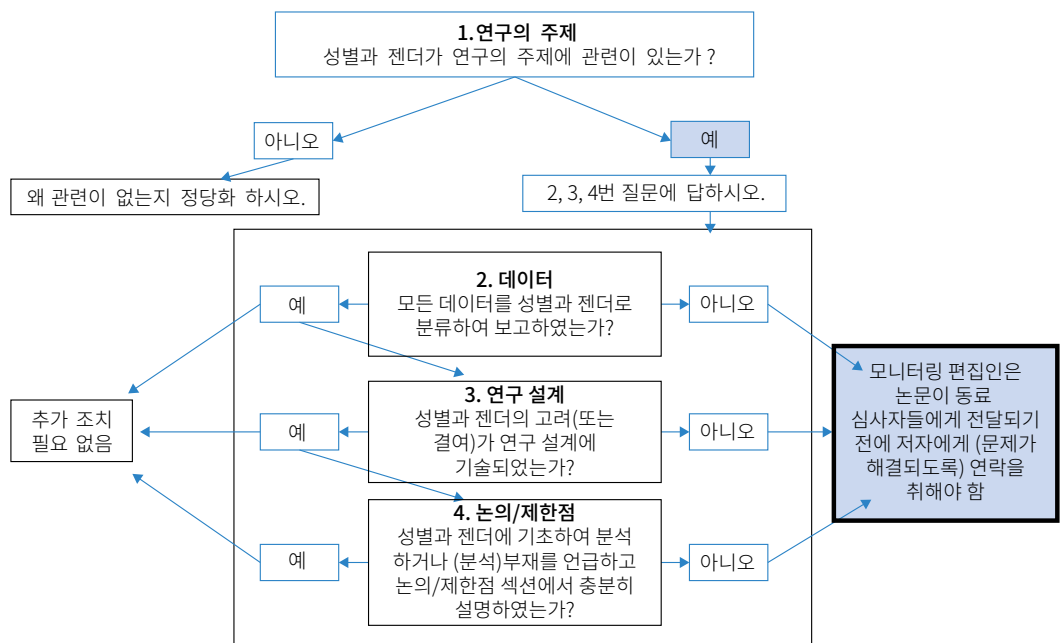 1.연구의 주제
성별과 젠더가 연구의 주제에 관련이 있는가 ?
아니오
예
왜 관련이 없는지 정당화 하시오.
2, 3, 4번 질문에 답하시오.
2. 데이터
모든 데이터를 성별과 젠더로
분류하여 보고하였는가?
예
아니오
3. 연구 설계
성별과 젠더의 고려(또는
결여)가 연구 설계에
기술되었는가?
예
아니오
추가 조치
필요 없음
모니터링 편집인은
논문이 동료
심사자들에게 전달되기
전에 저자에게 (문제가
해결되도록) 연락을
취해야 함
4. 논의/제한점
성별과 젠더에 기초하여 분석
하거나 (분석)부재를 언급하고
논의/제한점 섹션에서 충분히
설명하였는가?
예
아니오